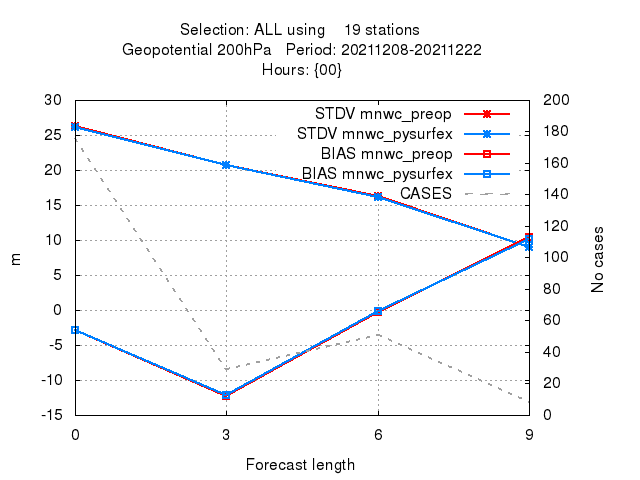 Selection: ALL using    19 stations
Geopotential 200hPa   Period: 20211208-20211222
Hours: {00}
STDV mnwc_preop
STDV mnwc_pysurfex
BIAS mnwc_preop
BIAS mnwc_pysurfex
CASES
30
25
20
15
10
5
0
-5
-10
-15
m
200
180
160
140
120
100
80
60
40
20
0
No cases
0 3 6 9
Forecast length